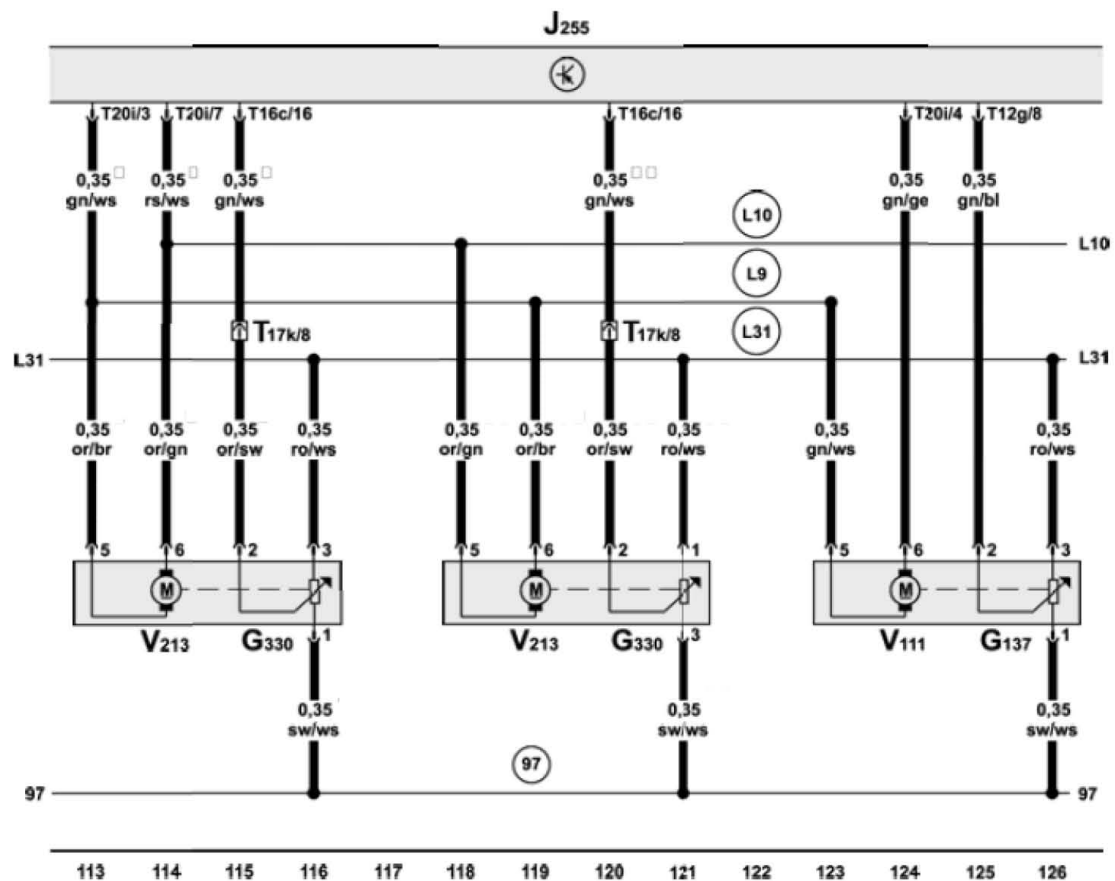 J255
T20i/3 T20i/7 T16c/16 T16c/16 T20i/4 T12g/8
0,35 0,35 0,35 0,35 0,35 0,35
gn/ws rs/ws gn/ws gn/ws gn/ge gn/bl
L10
L10
L9
T17k/8 T17k/8 L31
L31 L31
0,35 0,35 0,35 0,35 0,35 0,35 0,35 0,35 0,35 0,35
or/br or/gn or/sw ro/ws or/gn or/br or/sw ro/ws gn/ws ro/ws
5 6 2 3 5 6 2 1 5 6 2 3
M M M
V213 G330 1 V213 G330 3 V111 G137 1
0,35 0,35 0,35
sw/ws sw/ws sw/ws
97
97 97
113 114 115 116 117 118 119 120 121 122 123 124 125 126